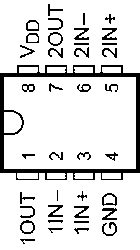 VDD 2OUT 2IN− 2IN+
8 7 6 5
1 2 3 4
1OUT 1IN− 1IN+ GND